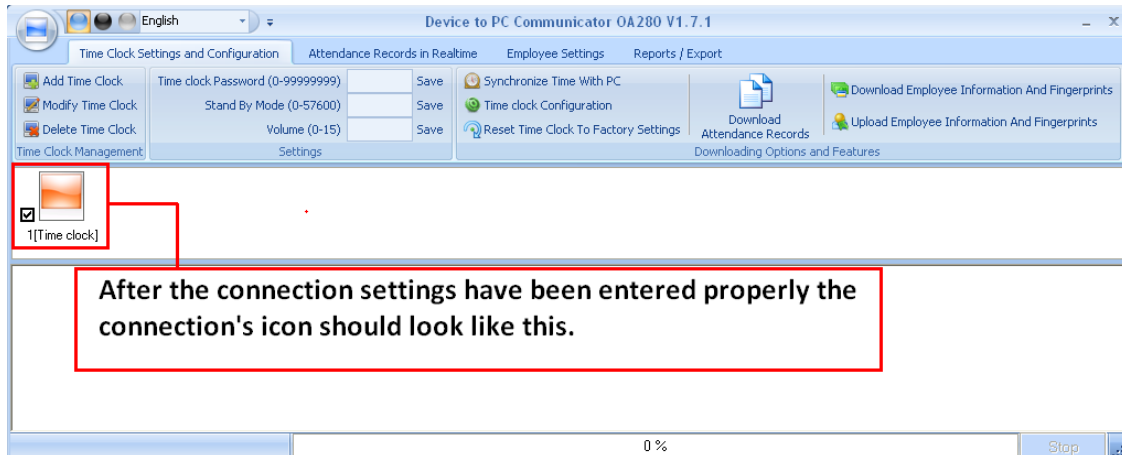 English
Device to PC Communicator OA280 V1.7.1
Time Clock Settings and Configuration
Attendance Records in Realtime
Employee Settings
Reports / Export
Add Time Clock
Modify Time Clock
Delete Time Clock
Time Clock Management
Time clock Password (0-99999999)
Save
Stand By Mode (0-57600)
Save
Volume (0-15)
Save
Settings
Synchronize Time With PC
Time clock Configuration
Reset Time Clock To Factory Settings
Download
Attendance Records
Download Employee Information And Fingerprints
Upload Employee Information And Fingerprints
Downloading Options and Features
1[Time clock]
After the connection settings have been entered properly the
connection's icon should look like this.
0 %
Stop